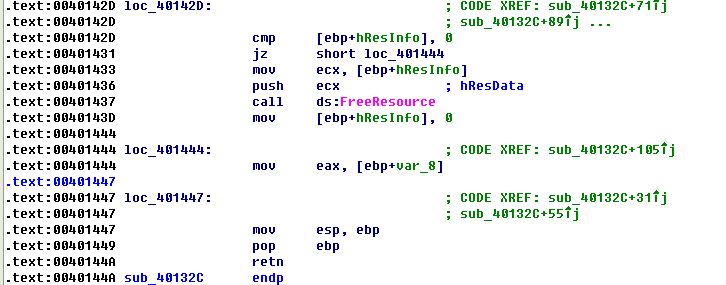 .text:0040142D loc_40142D: ; CODE XREF: sub_40132C+71↑j
.text:0040142D ; sub_40132C+89↑j ...
.text:0040142D cmp [ebp+hResInfo], 0
.text:00401431 jz short loc_401444
.text:00401433 mov ecx, [ebp+hResInfo]
.text:00401436 push ecx ; hResData
.text:00401437 call ds:FreeResource
.text:0040143D mov [ebp+hResInfo], 0
.text:00401444
.text:00401444 loc_401444: ; CODE XREF: sub_40132C+105↑j
.text:00401444 mov eax, [ebp+var_8]
.text:00401447
.text:00401447 loc_401447: ; CODE XREF: sub_40132C+31↑j
.text:00401447 ; sub_40132C+55↑j
.text:00401447 mov esp, ebp
.text:00401449 pop ebp
.text:0040144A retn
.text:0040144A sub_40132C endp